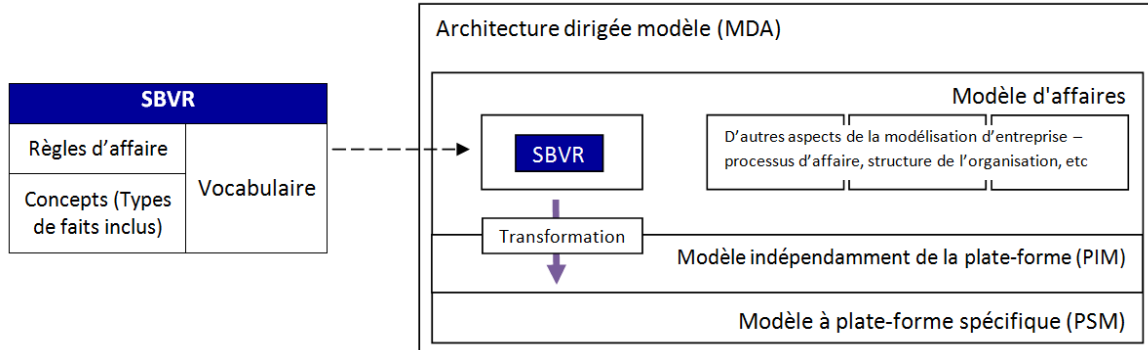 SBVR
Règles d’affaire
Concepts (Types
de faits inclus)
Vocabulaire
Architecture dirigée modèle (MDA)
Modèle d'affaires
SBVR
D’autres aspects de la modélisation d’entreprise –
processus d’affaire, structure de l’organisation, etc
Transformation
Modèle indépendamment de la plate-forme (PIM)
Modèle à plate-forme spécifique (PSM)